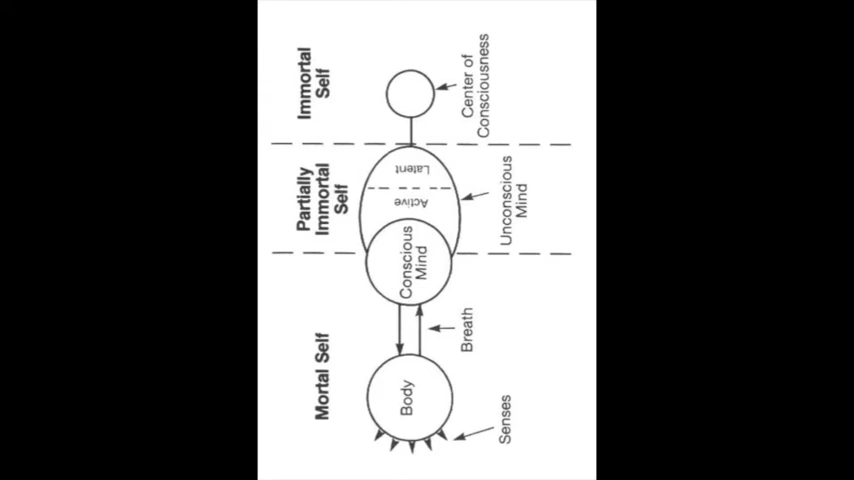 Mortal Self
Partially
Immortal
Self
Immortal
Self
Body
Conscious
Mind
Active
Latent
Senses
Breath
Unconscious
Mind
Center of
Consciousness